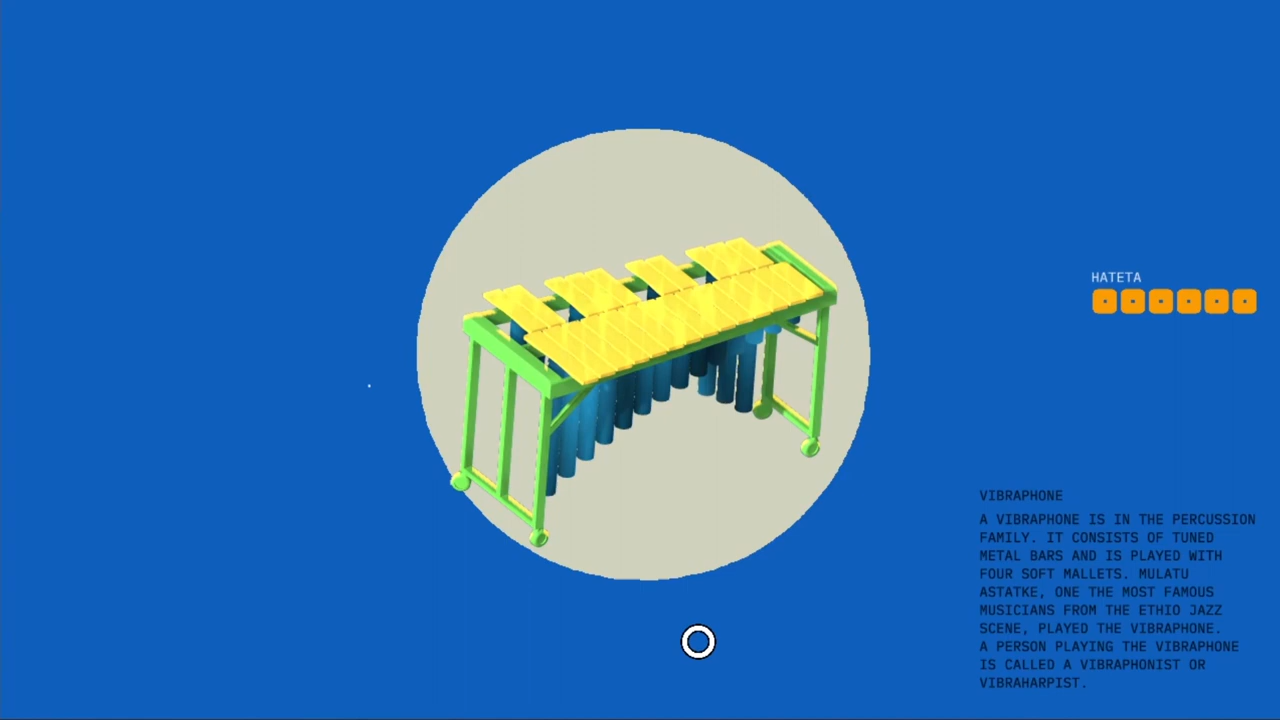 HATETA
VIBRAPHONE
A VIBRAPHONE IS IN THE PERCUSSION
FAMILY. IT CONSISTS OF TUNED
METAL BARS AND IS PLAYED WITH
FOUR SOFT MALLETS. MULATU
ASTATKE, ONE THE MOST FAMOUS
MUSICIANS FROM THE ETHIO JAZZ
SCENE, PLAYED THE VIBRAPHONE.
A PERSON PLAYING THE VIBRAPHONE
IS CALLED A VIBRAPHONIST OR
VIBRAHARPIST.